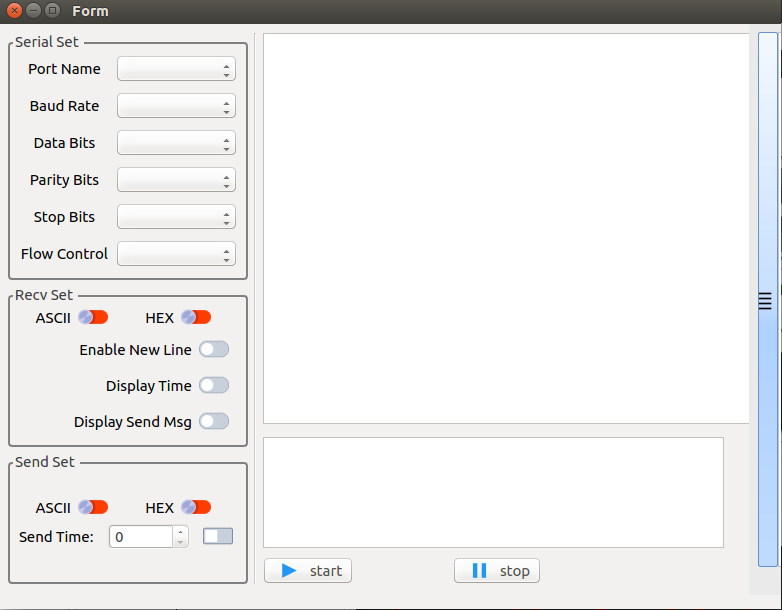 Form
Serial Set
Port Name
Baud Rate
Data Bits
Parity Bits
Stop Bits
Flow Control
Recv Set
ASCII HEX
Enable New Line
Display Time
Display Send Msg
Send Set
ASCII HEX
Send Time: 0
start stop